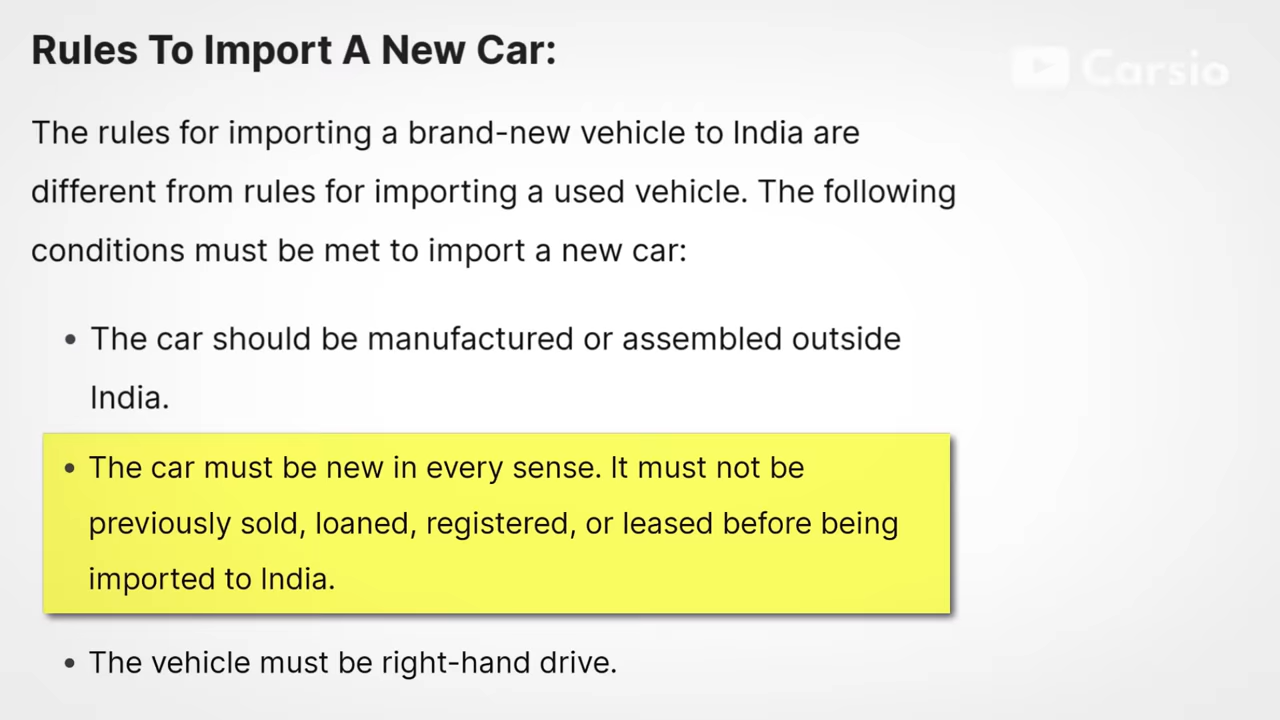 Rules To Import A New Car:
Carsio
The rules for importing a brand-new vehicle to India are
different from rules for importing a used vehicle. The following
conditions must be met to import a new car:
• The car should be manufactured or assembled outside
India.
• The car must be new in every sense. It must not be
previously sold, loaned, registered, or leased before being
imported to India.
• The vehicle must be right-hand drive.